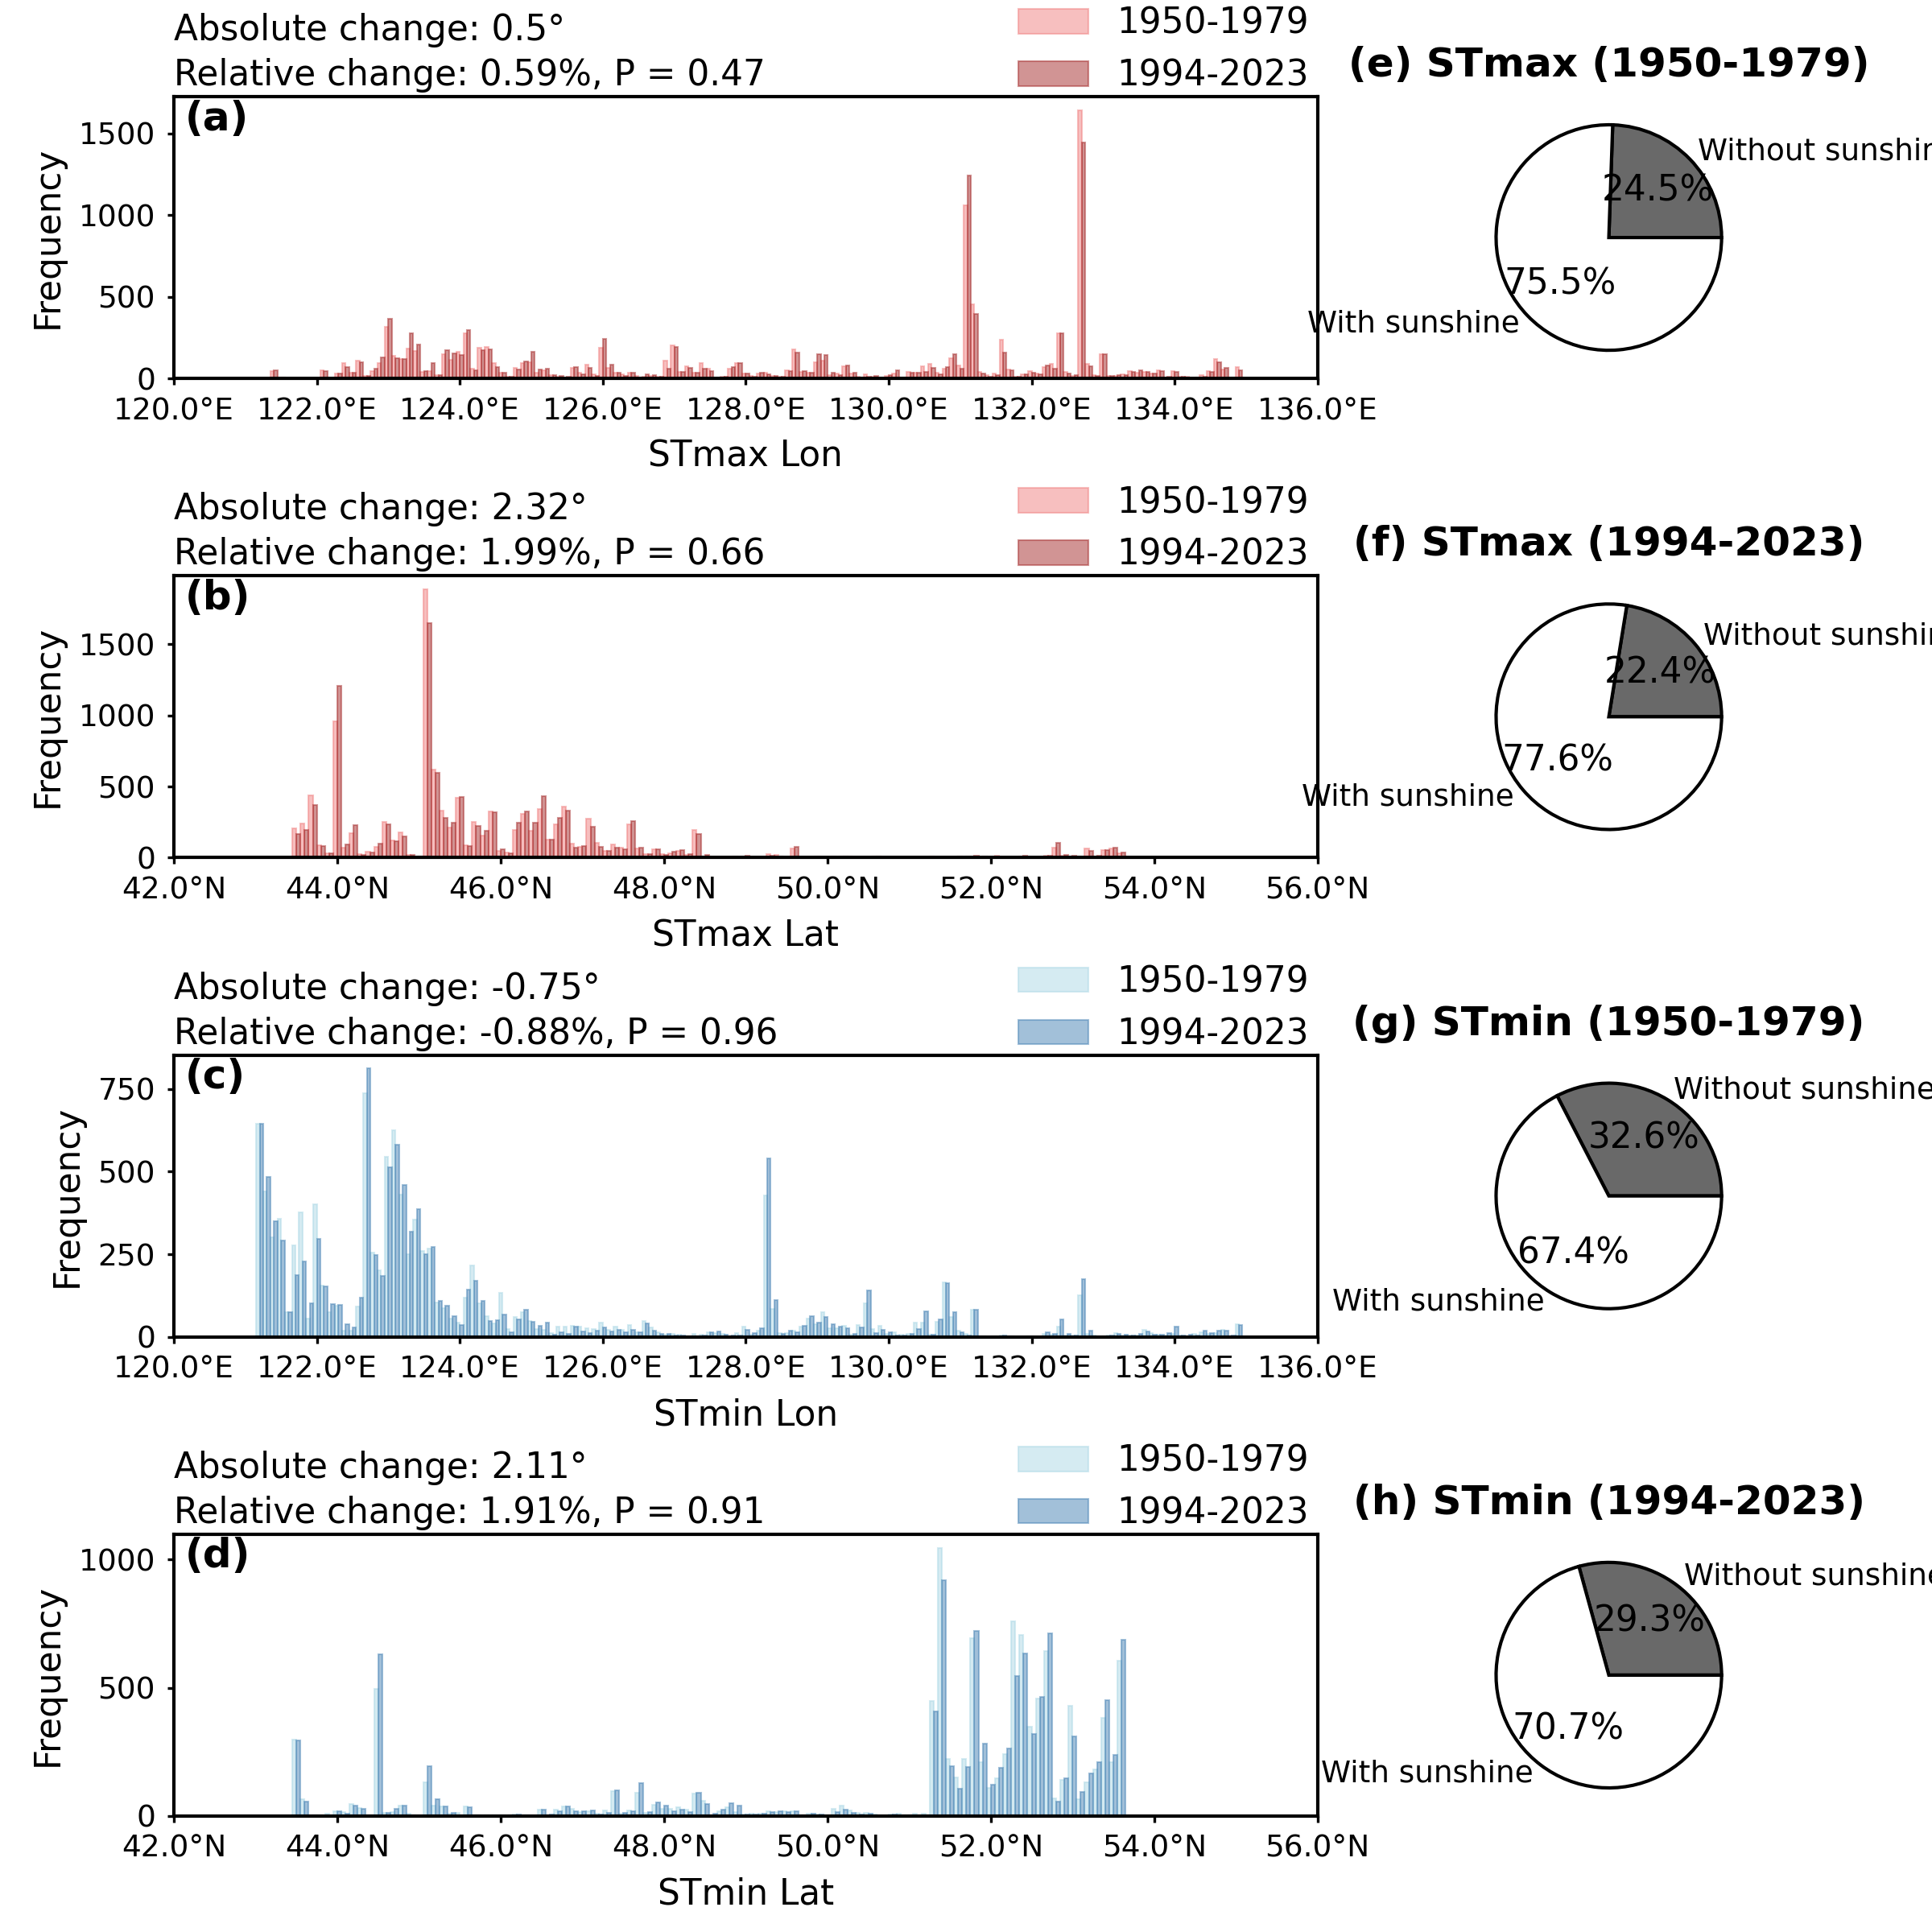 Absolute change: 0.5°
Relative change: 0.59%, P = 0.47
1950-1979
1994-2023
(a)
1500
1000
500
0
Frequency
120.0°E 122.0°E 124.0°E 126.0°E 128.0°E 130.0°E 132.0°E 134.0°E 136.0°E
STmax Lon
(e) STmax (1950-1979)
Without sunshin
24.5%
75.5%
With sunshine
Absolute change: 2.32°
Relative change: 1.99%, P = 0.66
1950-1979
1994-2023
(b)
1500
1000
500
0
Frequency
42.0°N 44.0°N 46.0°N 48.0°N 50.0°N 52.0°N 54.0°N 56.0°N
STmax Lat
(f) STmax (1994-2023)
Without sunshi
22.4%
77.6%
With sunshine
Absolute change: -0.75°
Relative change: -0.88%, P = 0.96
1950-1979
1994-2023
(c)
750
500
250
0
Frequency
120.0°E 122.0°E 124.0°E 126.0°E 128.0°E 130.0°E 132.0°E 134.0°E 136.0°E
STmin Lon
(g) STmin (1950-1979)
Without sunshine
32.6%
67.4%
With sunshine
Absolute change: 2.11°
Relative change: 1.91%, P = 0.91
1950-1979
1994-2023
(d)
1000
500
0
Frequency
42.0°N 44.0°N 46.0°N 48.0°N 50.0°N 52.0°N 54.0°N 56.0°N
STmin Lat
(h) STmin (1994-2023)
Without sunshine
29.3%
70.7%
With sunshine